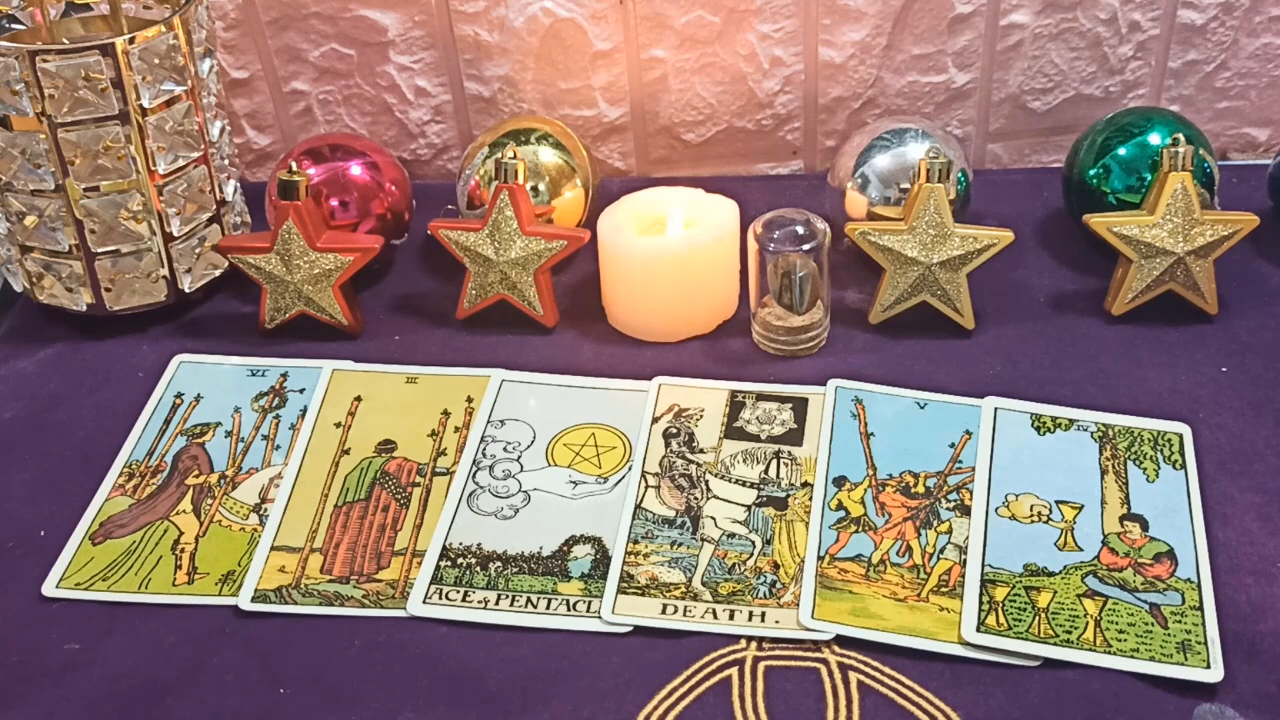 VI
III
ACE of PENTACL
XIII
DEATH.
V
IV